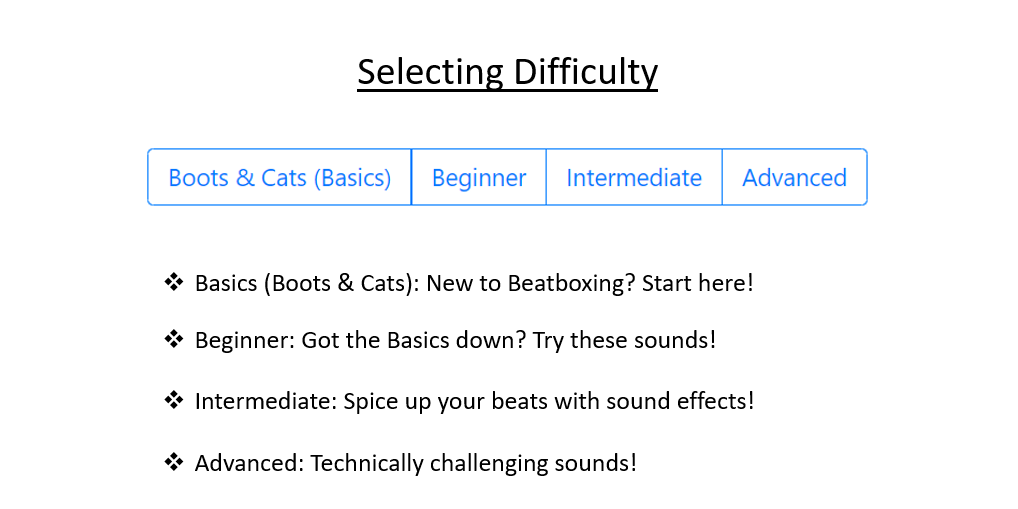 Selecting Difficulty
Boots & Cats (Basics) Beginner Intermediate Advanced
❖ Basics (Boots & Cats): New to Beatboxing? Start here!
❖ Beginner: Got the Basics down? Try these sounds!
❖ Intermediate: Spice up your beats with sound effects!
❖ Advanced: Technically challenging sounds!